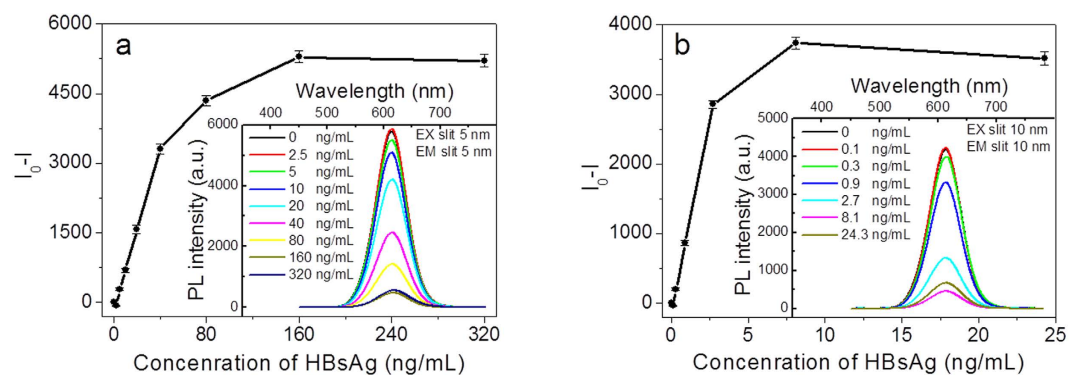 a
6000
4500
3000
1500
0
I0-I
0 80 160 240 320
Concenration of HBsAg (ng/mL)
Wavelength (nm)
400 500 600 700
EX slit 5 nm
EM slit 5 nm
PL intensity (a.u.)
6000
4000
2000
0
0 ng/mL
2.5 ng/mL
5 ng/mL
10 ng/mL
20 ng/mL
40 ng/mL
80 ng/mL
160 ng/mL
320 ng/mL
b
4000
3000
2000
1000
0
I0-I
0 5 10 15 20 25
Concenration of HBsAg (ng/mL)
Wavelength (nm)
400 500 600 700
EX slit 10 nm
EM slit 10 nm
PL intensity (a.u.)
5000
4000
3000
2000
1000
0
0 ng/mL
0.1 ng/mL
0.3 ng/mL
0.9 ng/mL
2.7 ng/mL
8.1 ng/mL
24.3 ng/mL